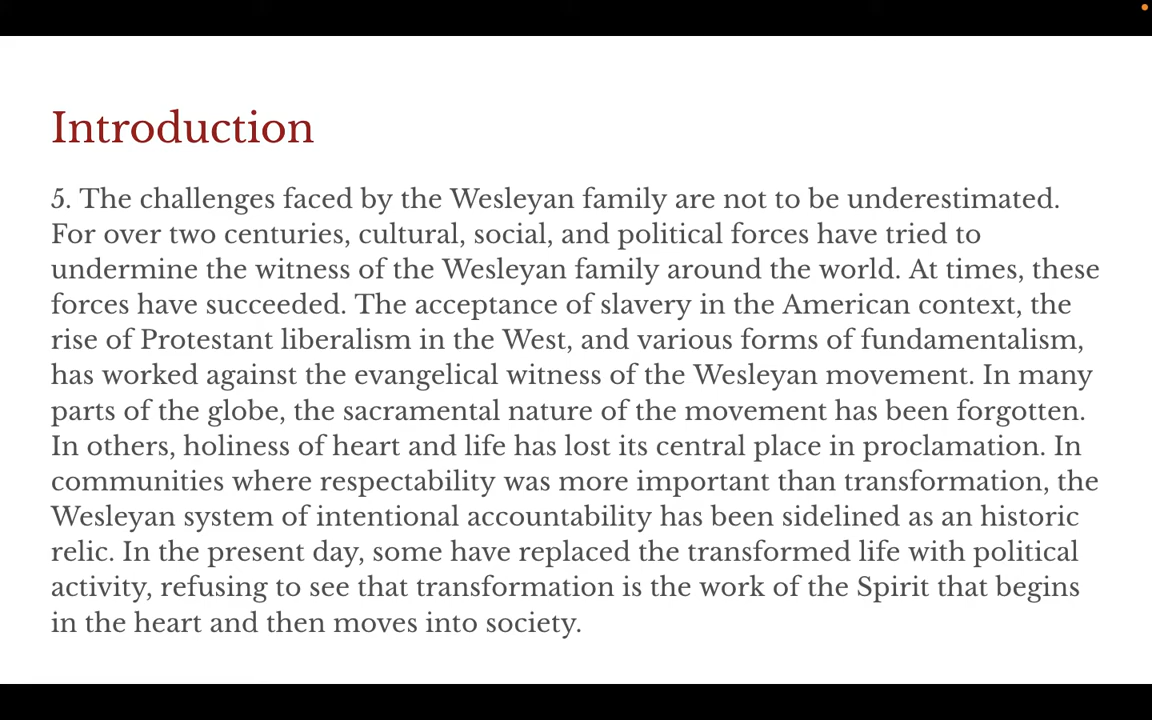 Introduction
5. The challenges faced by the Wesleyan family are not to be underestimated.
For over two centuries, cultural, social, and political forces have tried to
undermine the witness of the Wesleyan family around the world. At times, these
forces have succeeded. The acceptance of slavery in the American context, the
rise of Protestant liberalism in the West, and various forms of fundamentalism,
has worked against the evangelical witness of the Wesleyan movement. In many
parts of the globe, the sacramental nature of the movement has been forgotten.
In others, holiness of heart and life has lost its central place in proclamation. In
communities where respectability was more important than transformation, the
Wesleyan system of intentional accountability has been sidelined as an historic
relic. In the present day, some have replaced the transformed life with political
activity, refusing to see that transformation is the work of the Spirit that begins
in the heart and then moves into society.